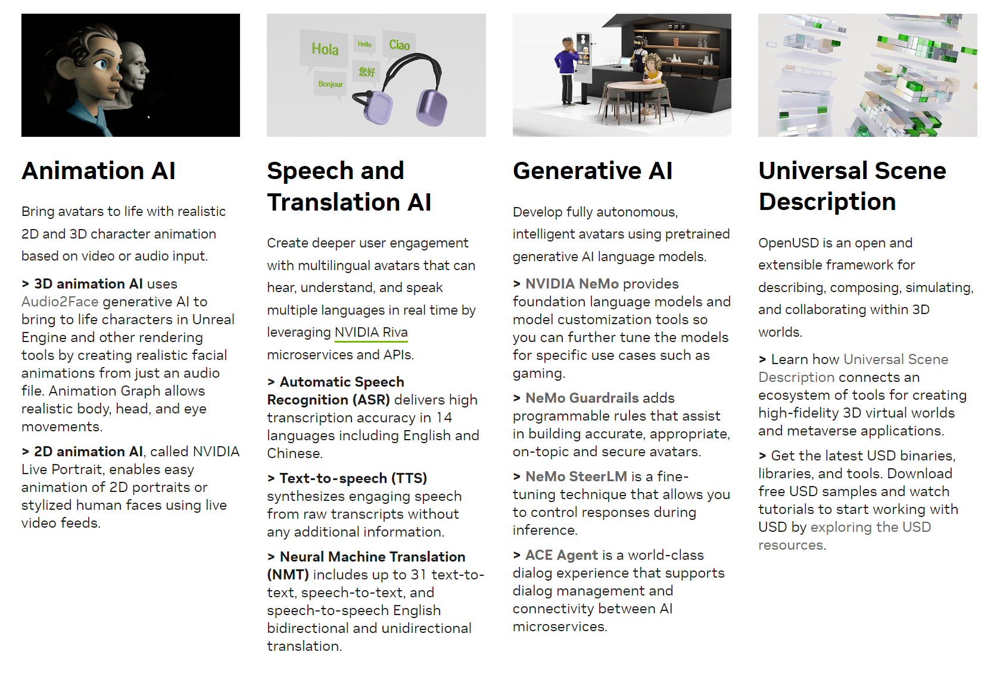 Hola
Hello
Ciao
Bonjour
您好
Animation AI
Bring avatars to life with realistic
2D and 3D character animation
based on video or audio input.
> 3D animation AI uses
Audio2Face generative AI to
bring to life characters in Unreal
Engine and other rendering
tools by creating realistic facial
animations from just an audio
file. Animation Graph allows
realistic body, head, and eye
movements.
> 2D animation AI, called NVIDIA
Live Portrait, enables easy
animation of 2D portraits or
stylized human faces using live
video feeds.
Speech and
Translation AI
Create deeper user engagement
with multilingual avatars that can
hear, understand, and speak
multiple languages in real time by
leveraging NVIDIA Riva
microservices and APIs.
> Automatic Speech
Recognition (ASR) delivers high
transcription accuracy in 14
languages including English and
Chinese.
> Text-to-speech (TTS)
synthesizes engaging speech
from raw transcripts without
any additional information.
> Neural Machine Translation
(NMT) includes up to 31 text-to-
text, speech-to-text, and
speech-to-speech English
bidirectional and unidirectional
translation.
Generative AI
Develop fully autonomous,
intelligent avatars using pretrained
generative AI language models.
> NVIDIA NeMo provides
foundation language models and
model customization tools so
you can further tune the models
for specific use cases such as
gaming.
> NeMo Guardrails adds
programmable rules that assist
in building accurate, appropriate,
on-topic and secure avatars.
> NeMo SteerLM is a fine-
tuning technique that allows you
to control responses during
inference.
> ACE Agent is a world-class
dialog experience that supports
dialog management and
connectivity between AI
microservices.
Universal Scene
Description
OpenUSD is an open and
extensible framework for
describing, composing, simulating,
and collaborating within 3D
worlds.
> Learn how Universal Scene
Description connects an
ecosystem of tools for creating
high-fidelity 3D virtual worlds
and metaverse applications.
> Get the latest USD binaries,
libraries, and tools. Download
free USD samples and watch
tutorials to start working with
USD by exploring the USD
resources.